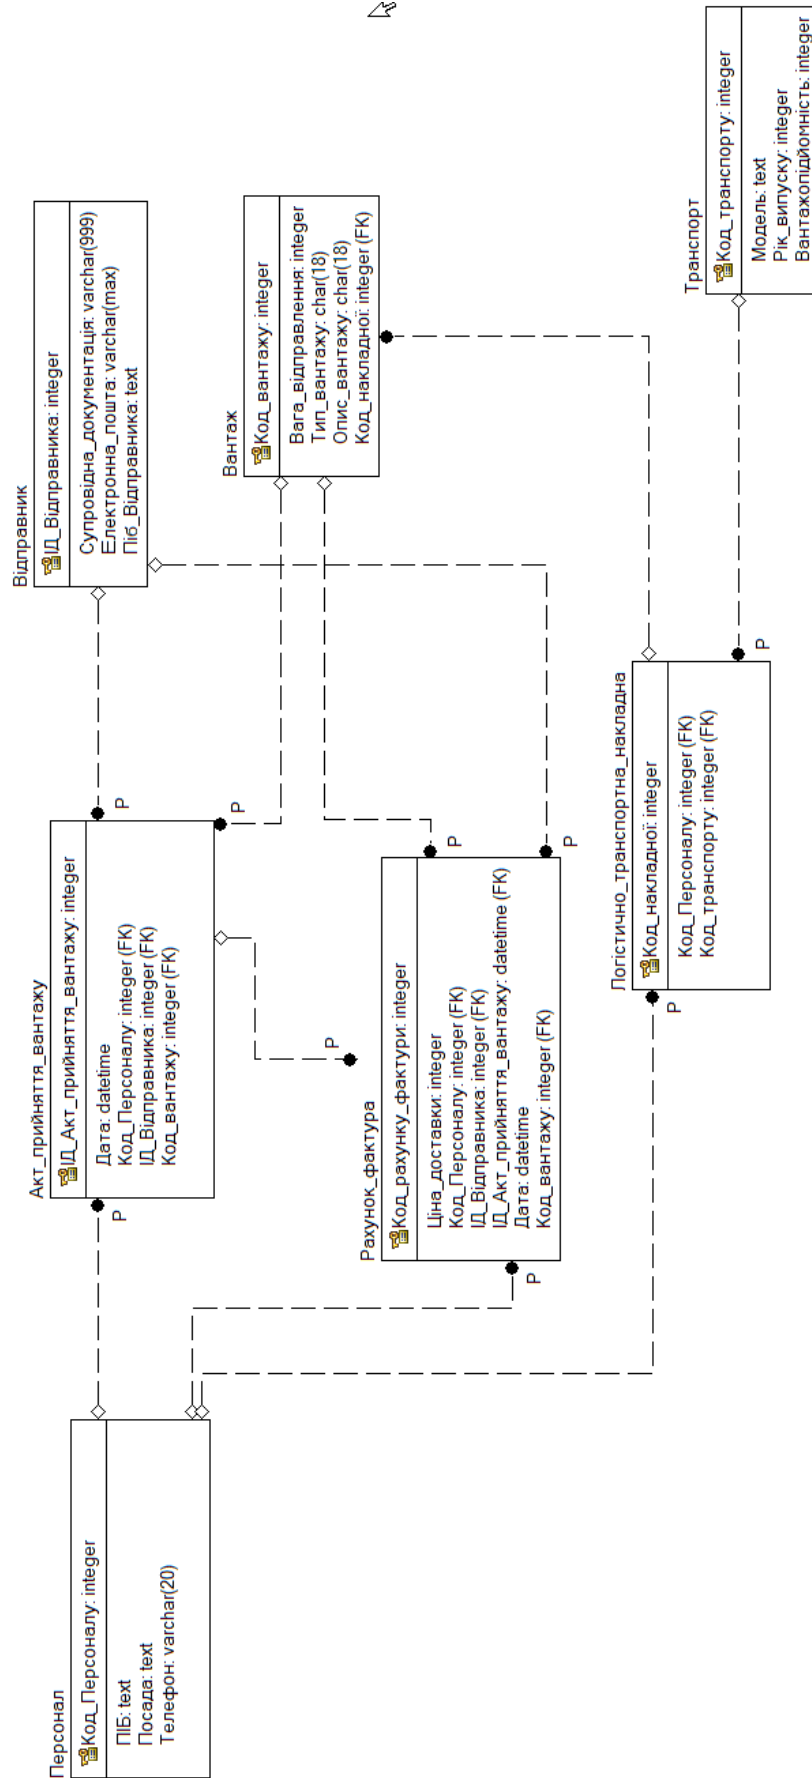 Персонал
Код_Персоналу: integer
ПІБ: text
Посада: text
Телефон: varchar(20)
Акт_прийняття_вантажу
ІД_Акт_прийняття_вантажу: integer
Дата: datetime
Код_Персоналу: integer (FK)
ІД_Відправника: integer (FK)
Код_вантажу: integer (FK)
P
P
P
P
Відправник
ІД_Відправника: integer
Супровідна_документація: varchar(999)
Електронна_пошта: varchar(max)
Піб_Відправника: text
Вантаж
Код_вантажу: integer
Вага_відправлення: integer
Тип_вантажу: char(18)
Опис_вантажу: char(18)
Код_накладної: integer (FK)
Рахунок_фактура
Код_рахунку_фактури: integer
Ціна_доставки: integer
Код_Персоналу: integer (FK)
ІД_Відправника: integer (FK)
ІД_Акт_прийняття_вантажу: datetime (FK)
Дата: datetime
Код_вантажу: integer (FK)
P
P
P
Логістично_транспортна_накладна
Код_накладної: integer
Код_Персоналу: integer (FK)
Код_транспорту: integer (FK)
P
P
Транспорт
Код_транспорту: integer
Модель: text
Рік_випуску: integer
Вантажопідйомність: integer